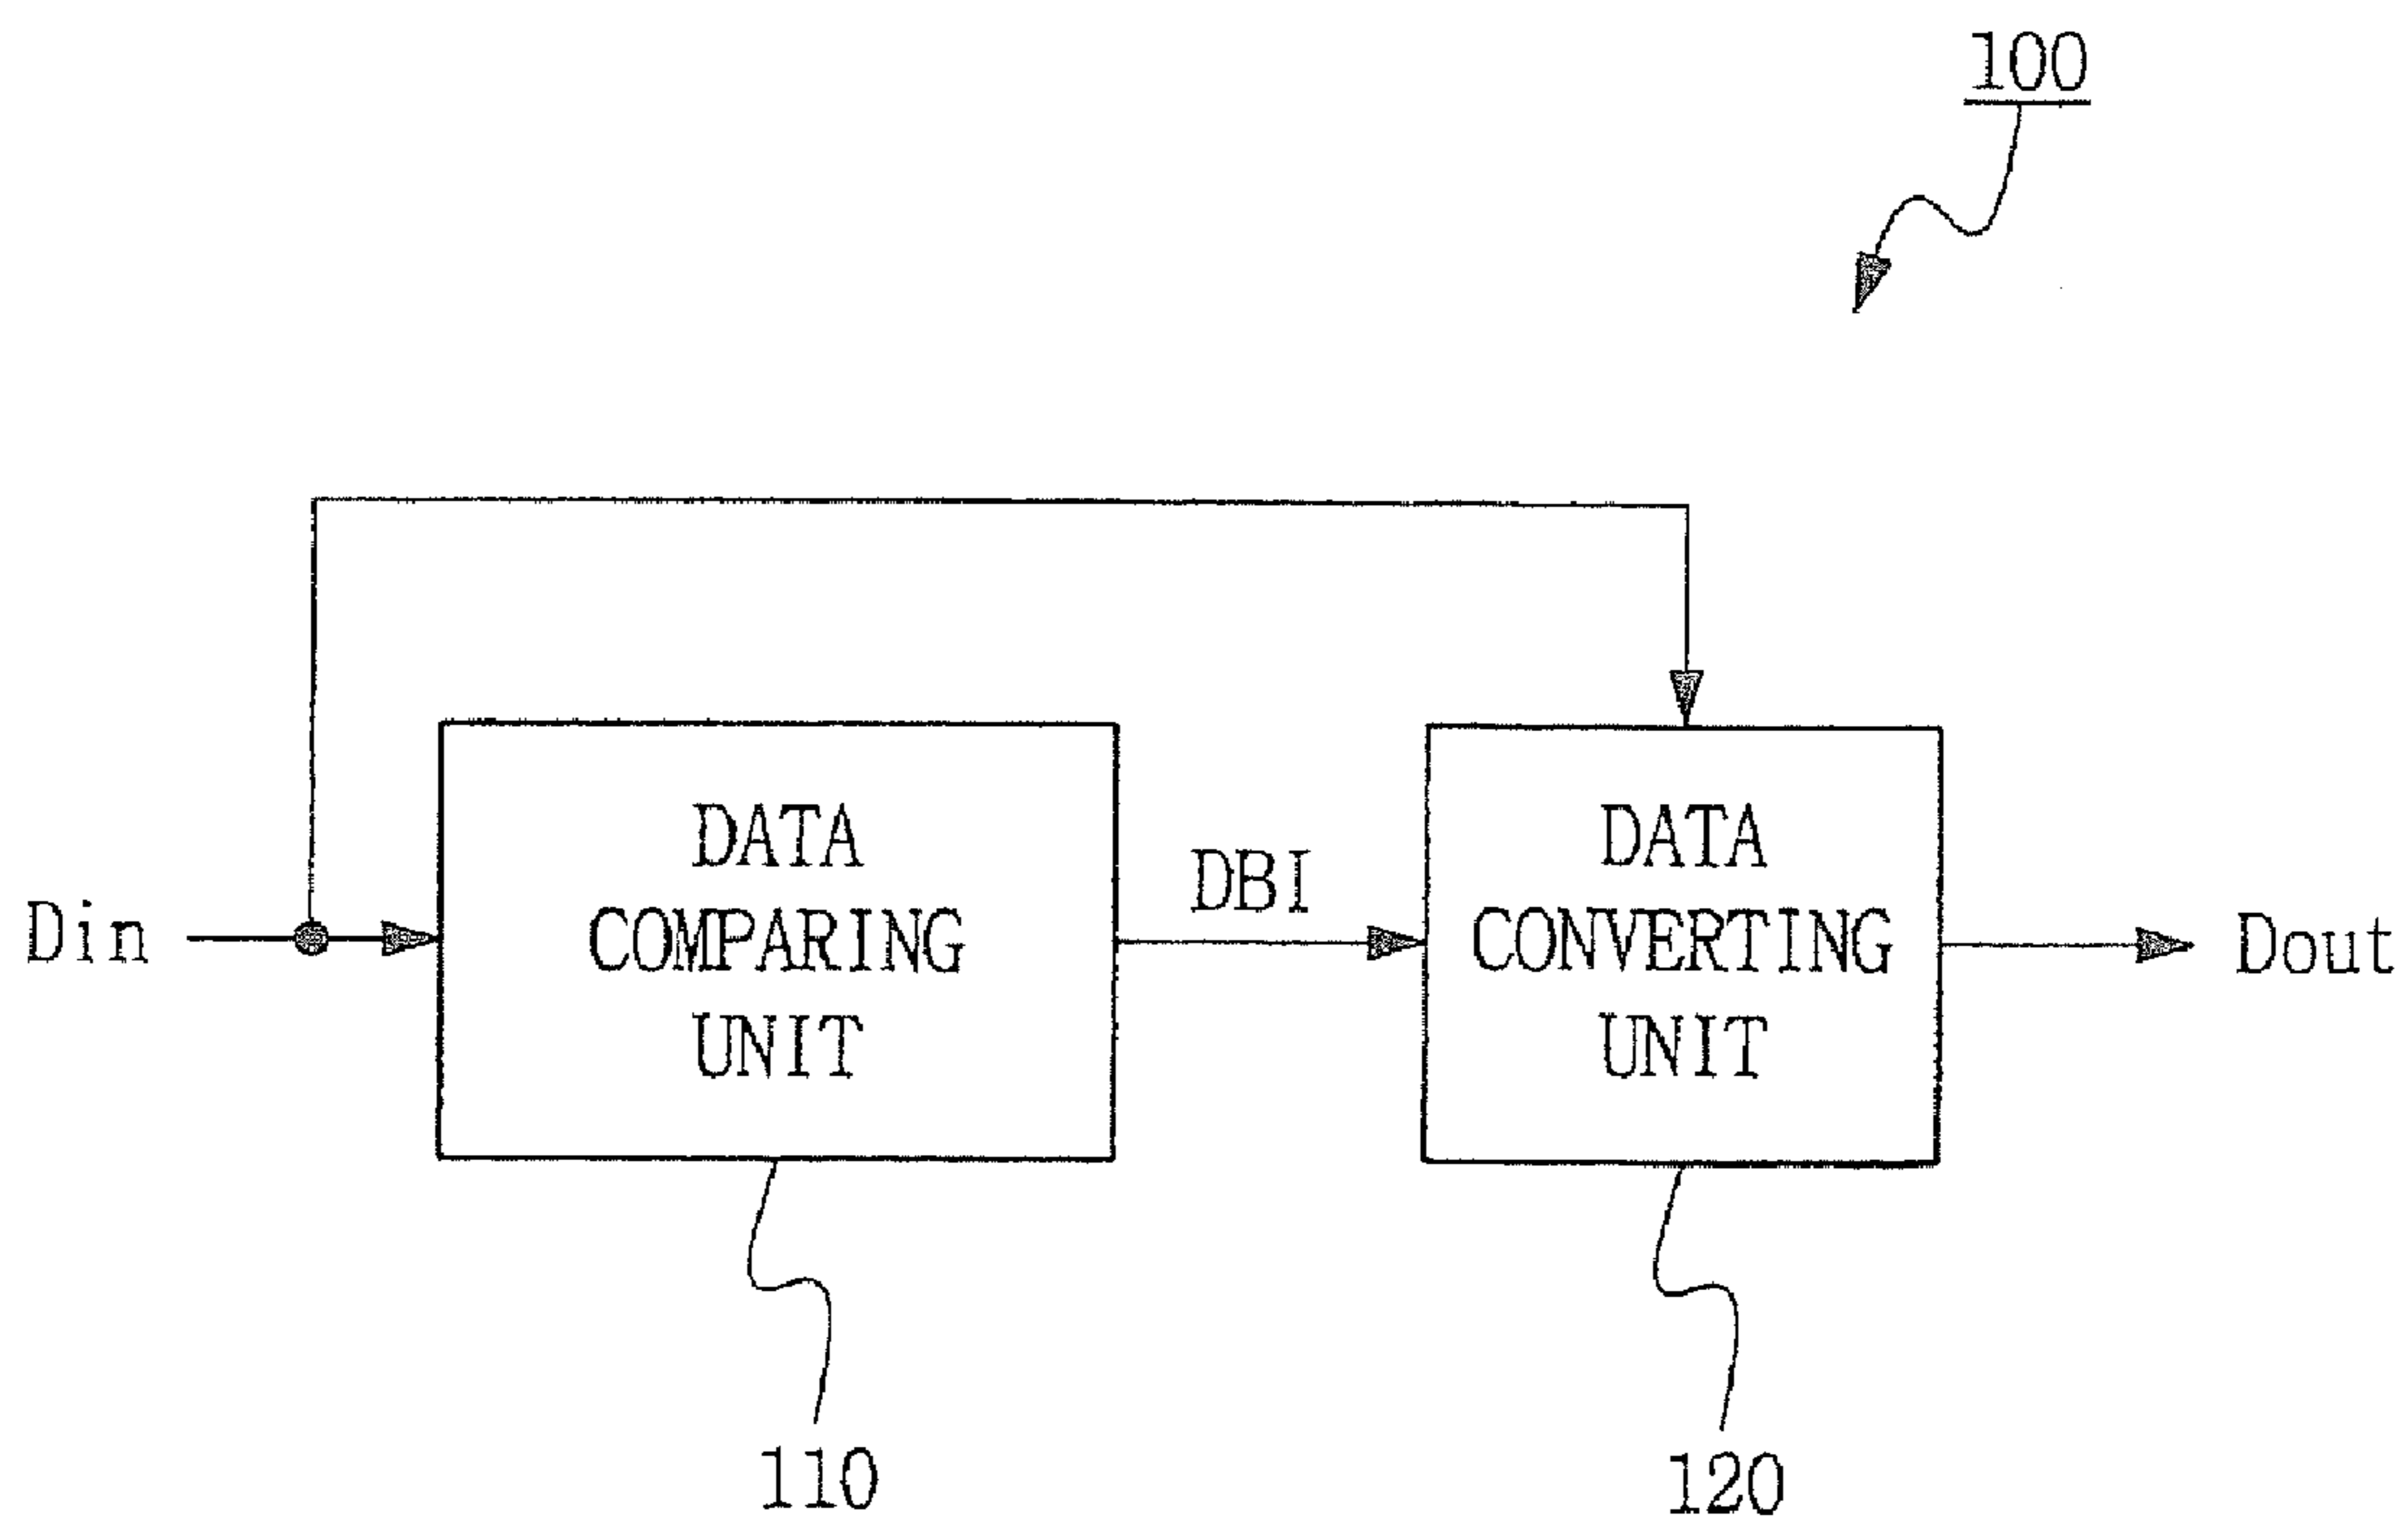 100
DATA
COMPARING
UNIT
DBI
DATA
CONVERTING
UNIT
Din
Dout
110
120